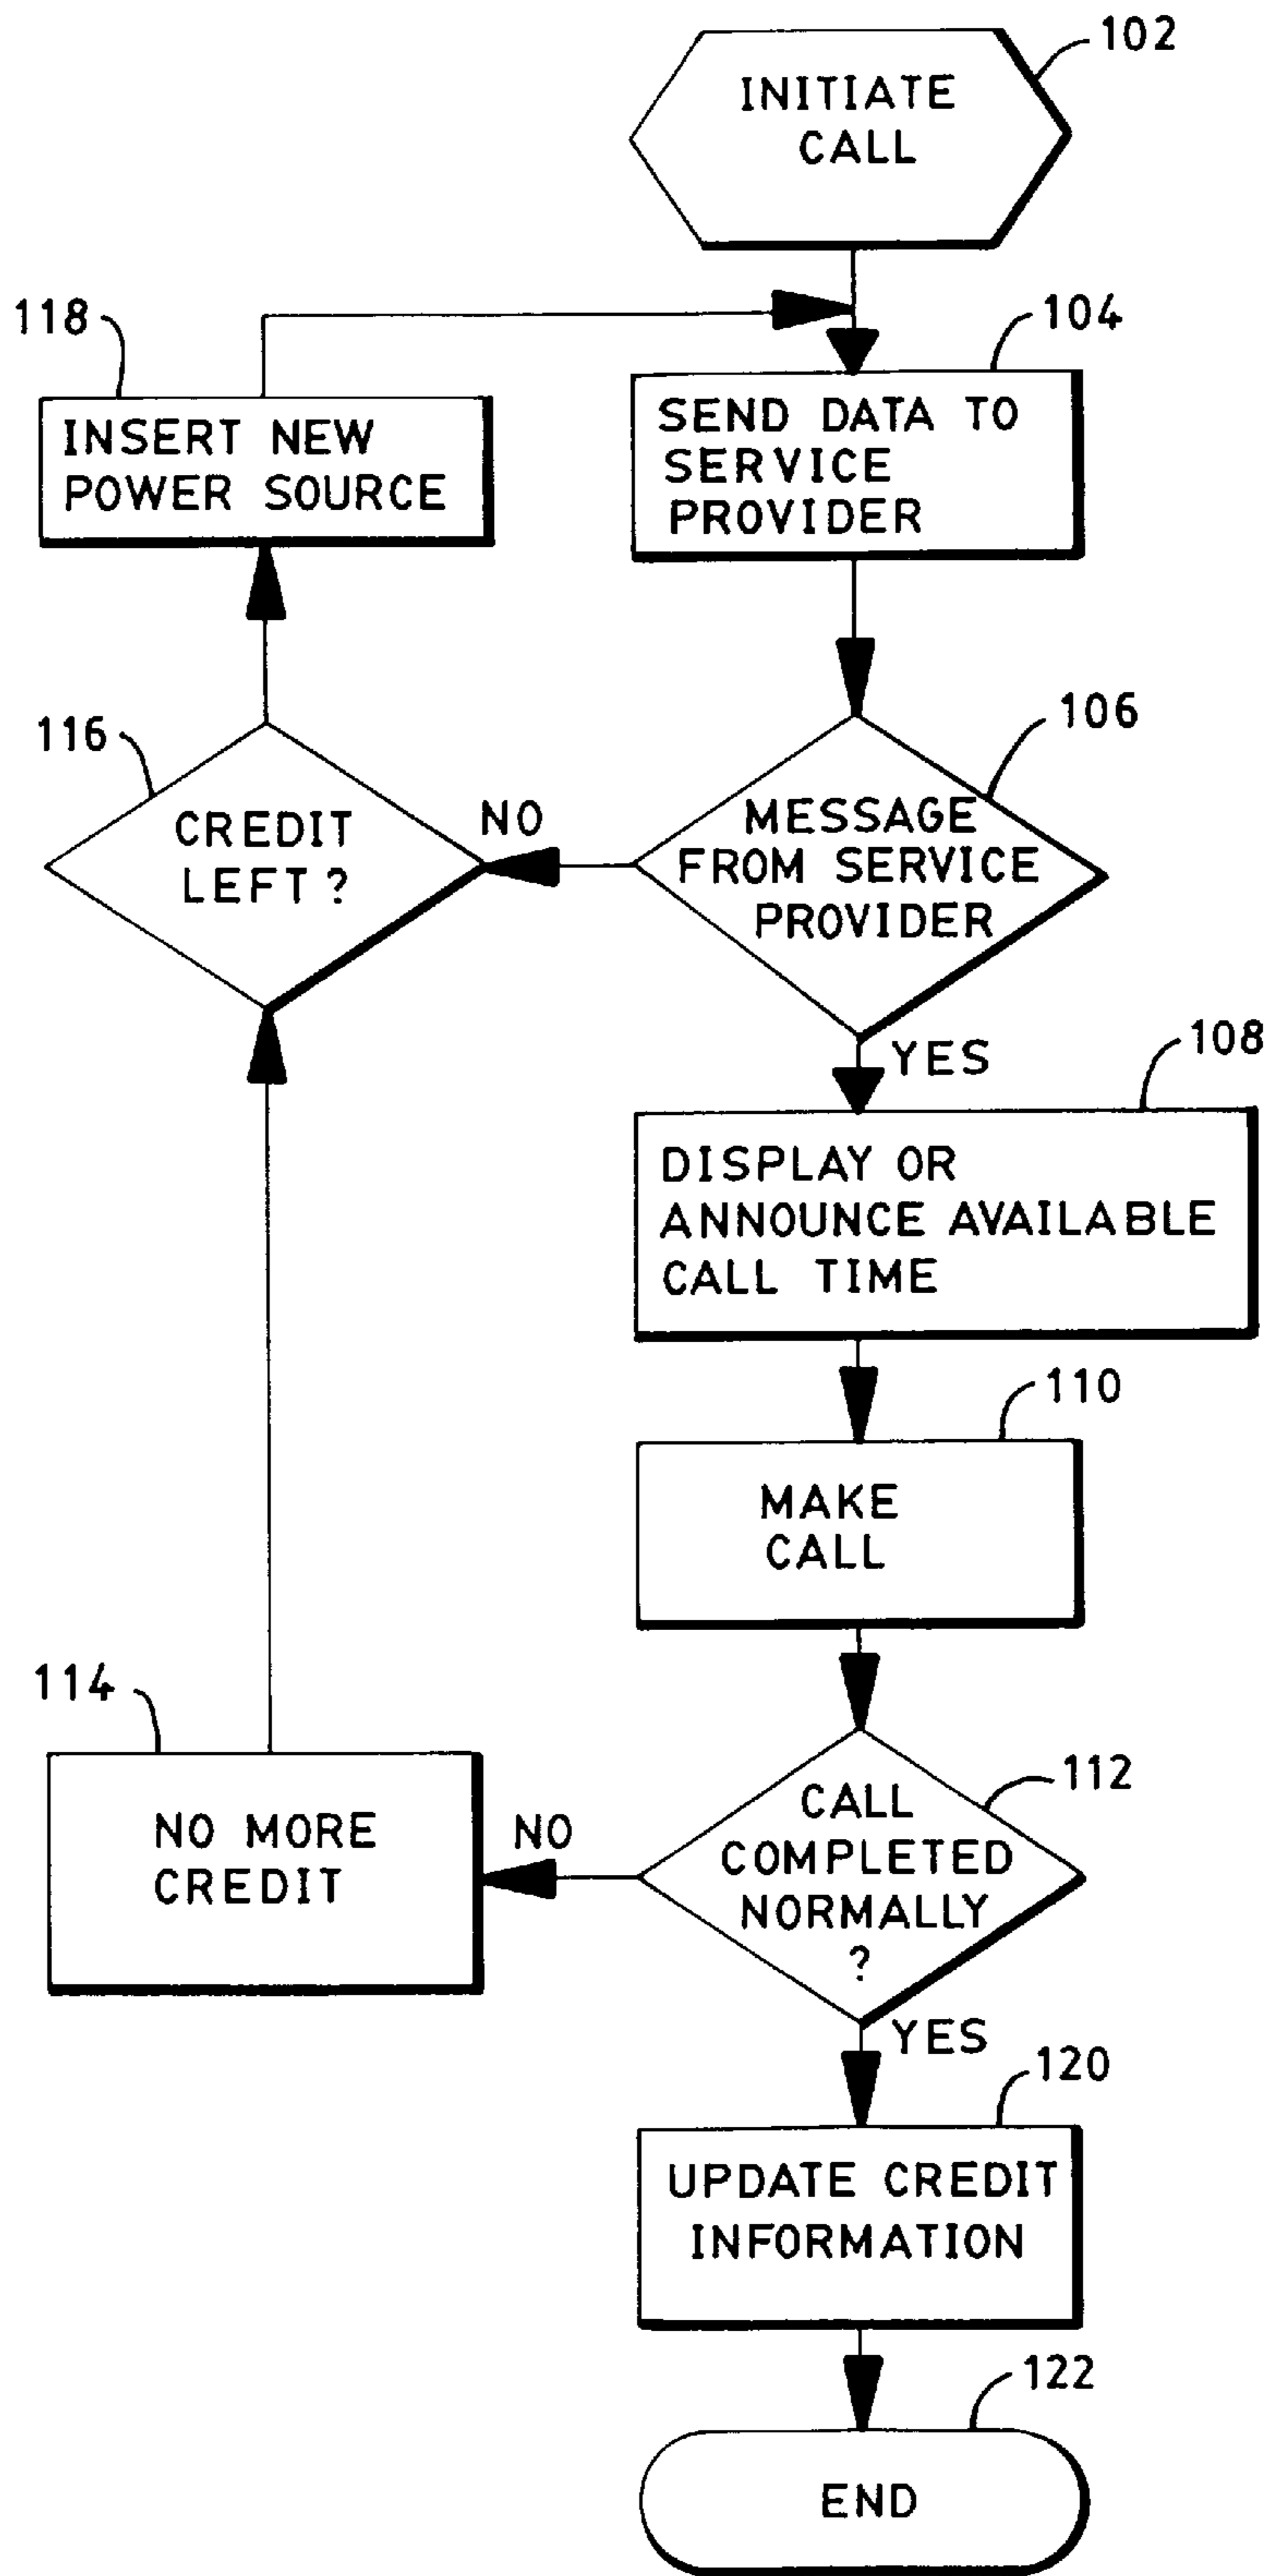 102
INITIATE
CALL
118
104
INSERT NEW
POWER SOURCE
SEND DATA TO
SERVICE
PROVIDER
116
106
CREDIT
LEFT?
NO
MESSAGE
FROM SERVICE
PROVIDER
YES
108
DISPLAY OR
ANNOUNCE AVAILABLE
CALL TIME
110
MAKE
CALL
114
112
NO MORE
CREDIT
NO
CALL
COMPLETED
NORMALLY
?
YES
120
UPDATE CREDIT
INFORMATION
122
END